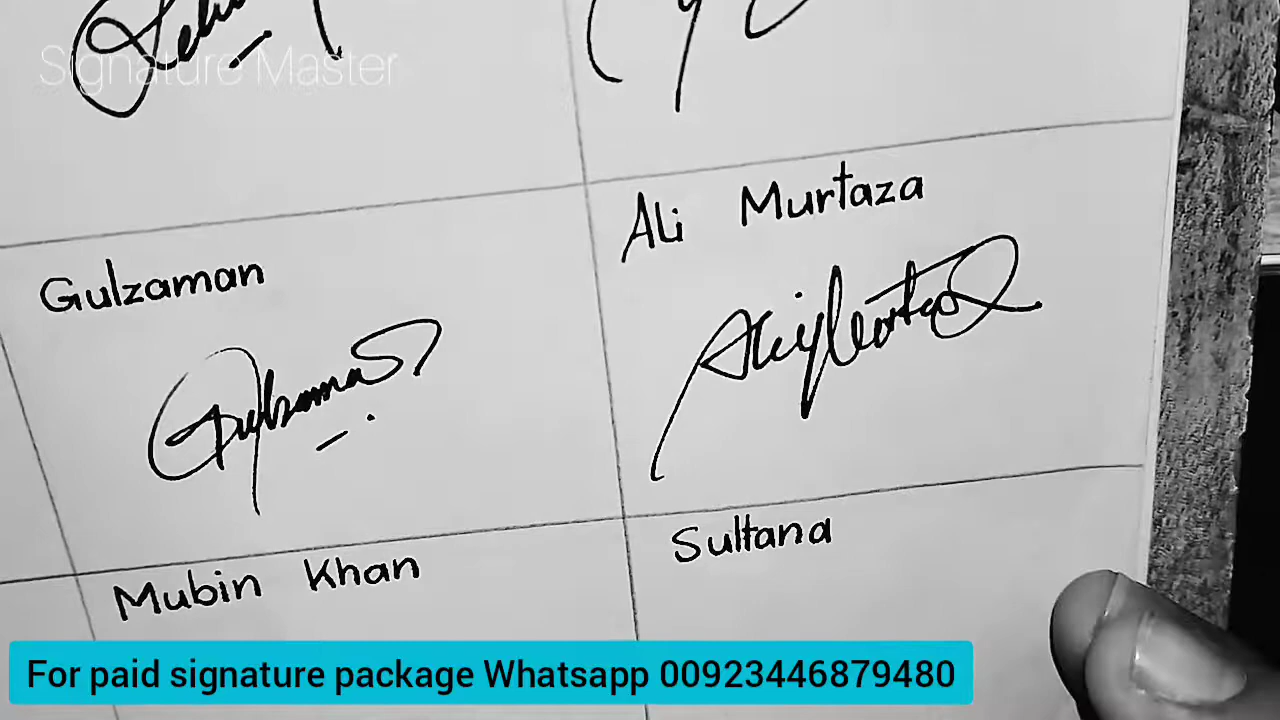 Signature Master
Ali Murtaza
Gulzaman
Sultana
Mubin Khan
For paid signature package Whatsapp 00923446879480